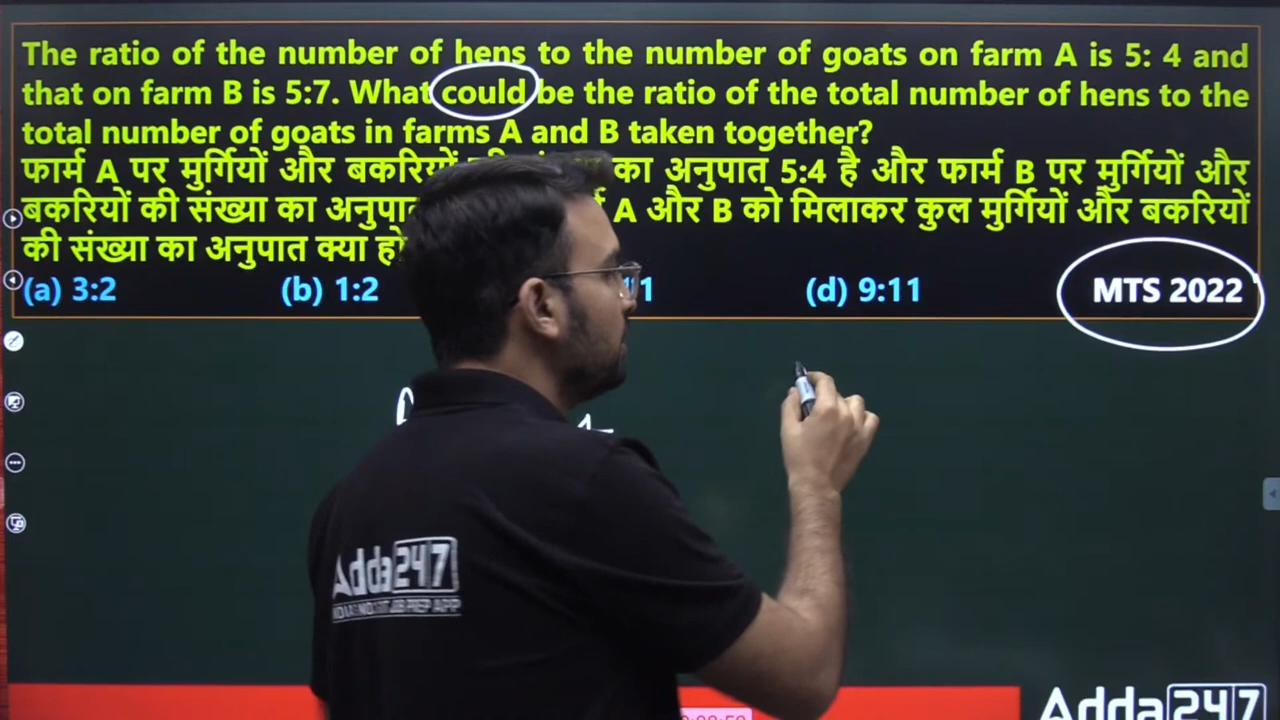 The ratio of the number of hens to the number of goats on farm A is 5: 4 and
that on farm B is 5:7. What could be the ratio of the total number of hens to the
total number of goats in farms A and B taken together?
फार्म A पर मुर्गियों और बकरियों का अनुपात 5:4 है और फार्म B पर मुर्गियों और
बकरियों की संख्या का A और B को मिलाकर कुल मुर्गियों और बकरियों
की संख्या का अनुपात क्या
(a) 3:2 (b) 1:2 (d) 9:11 MTS 2022
Adda247
Adda247